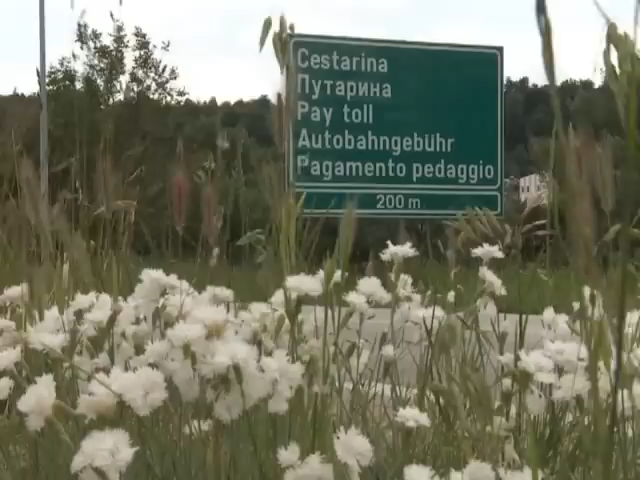 Cestarina
Путарина
Pay toll
Autobahngebühr
Pagamento pedaggio
200 m